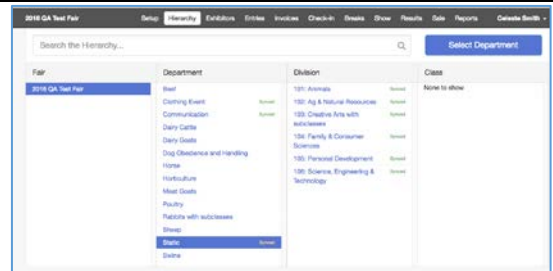 2016 QA Test Fair Setup Hierarchy Exhibitors Entries Invoices Check-in Breaks Show Results Sale Reports Celeste Smith
Search the Hierarchy...
Select Department
Fair Department Division Class
2016 QA Test Fair
Beef
Clothing Event Synced
Communication Synced
Dairy Cattle
Dairy Goats
Dog Obedience and Handling
Horse
Horticulture
Meat Goats
Poultry
Rabbits with subclasses
Sheep
Static Synced
Swine
101: Animals Synced
102: Ag & Natural Resources Synced
103: Creative Arts with Synced
subclasses
104: Family & Consumer Synced
Sciences
105: Personal Development Synced
106: Science, Engineering & Synced
Technology
None to show